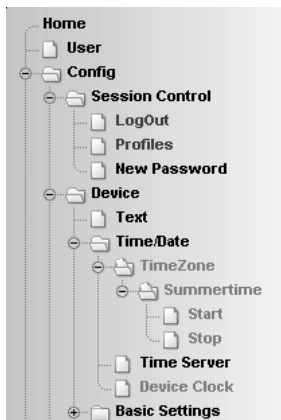 Home
User
Config
Session Control
LogOut
Profiles
New Password
Device
Text
Time/Date
TimeZone
Summertime
Start
Stop
Time Server
Device Clock
Basic Settings